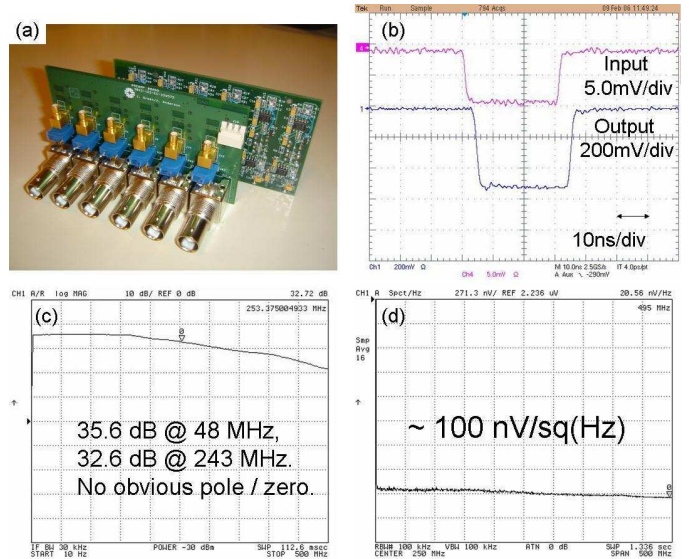 (a)
Tek Run Sample 794 Acqs 09 Feb 06 11:49:24
(b)
Input
5.0mV/div
Output
200mV/div
10ns/div
Ch1 200mV Ω M 10.0ns 2.5GS/s IT 4.0ps/pt
Ch4 5.0mV Ω A Aux -290mV
CH1 A/R log MAG 10 dB/ REF 0 dB 32.72 dB
253.375004933 MHz
(c)
0
35.6 dB @ 48 MHz,
32.6 dB @ 243 MHz.
No obvious pole / zero.
IF BW 30 kHz POWER -30 dBm SWP 112.6 msec
START 10 Hz STOP 500 MHz
CH1 A Spct/Hz 271.3 nV/ REF 2.236 uV 20.56 nV/Hz
495 MHz
(d)
Smp
Avg
16
~ 100 nV/sq(Hz)
0
RBW# 100 kHz VBW 100 kHz ATN 0 dB SWP 1.336 sec
CENTER 250 MHz SPAN 500 MHz